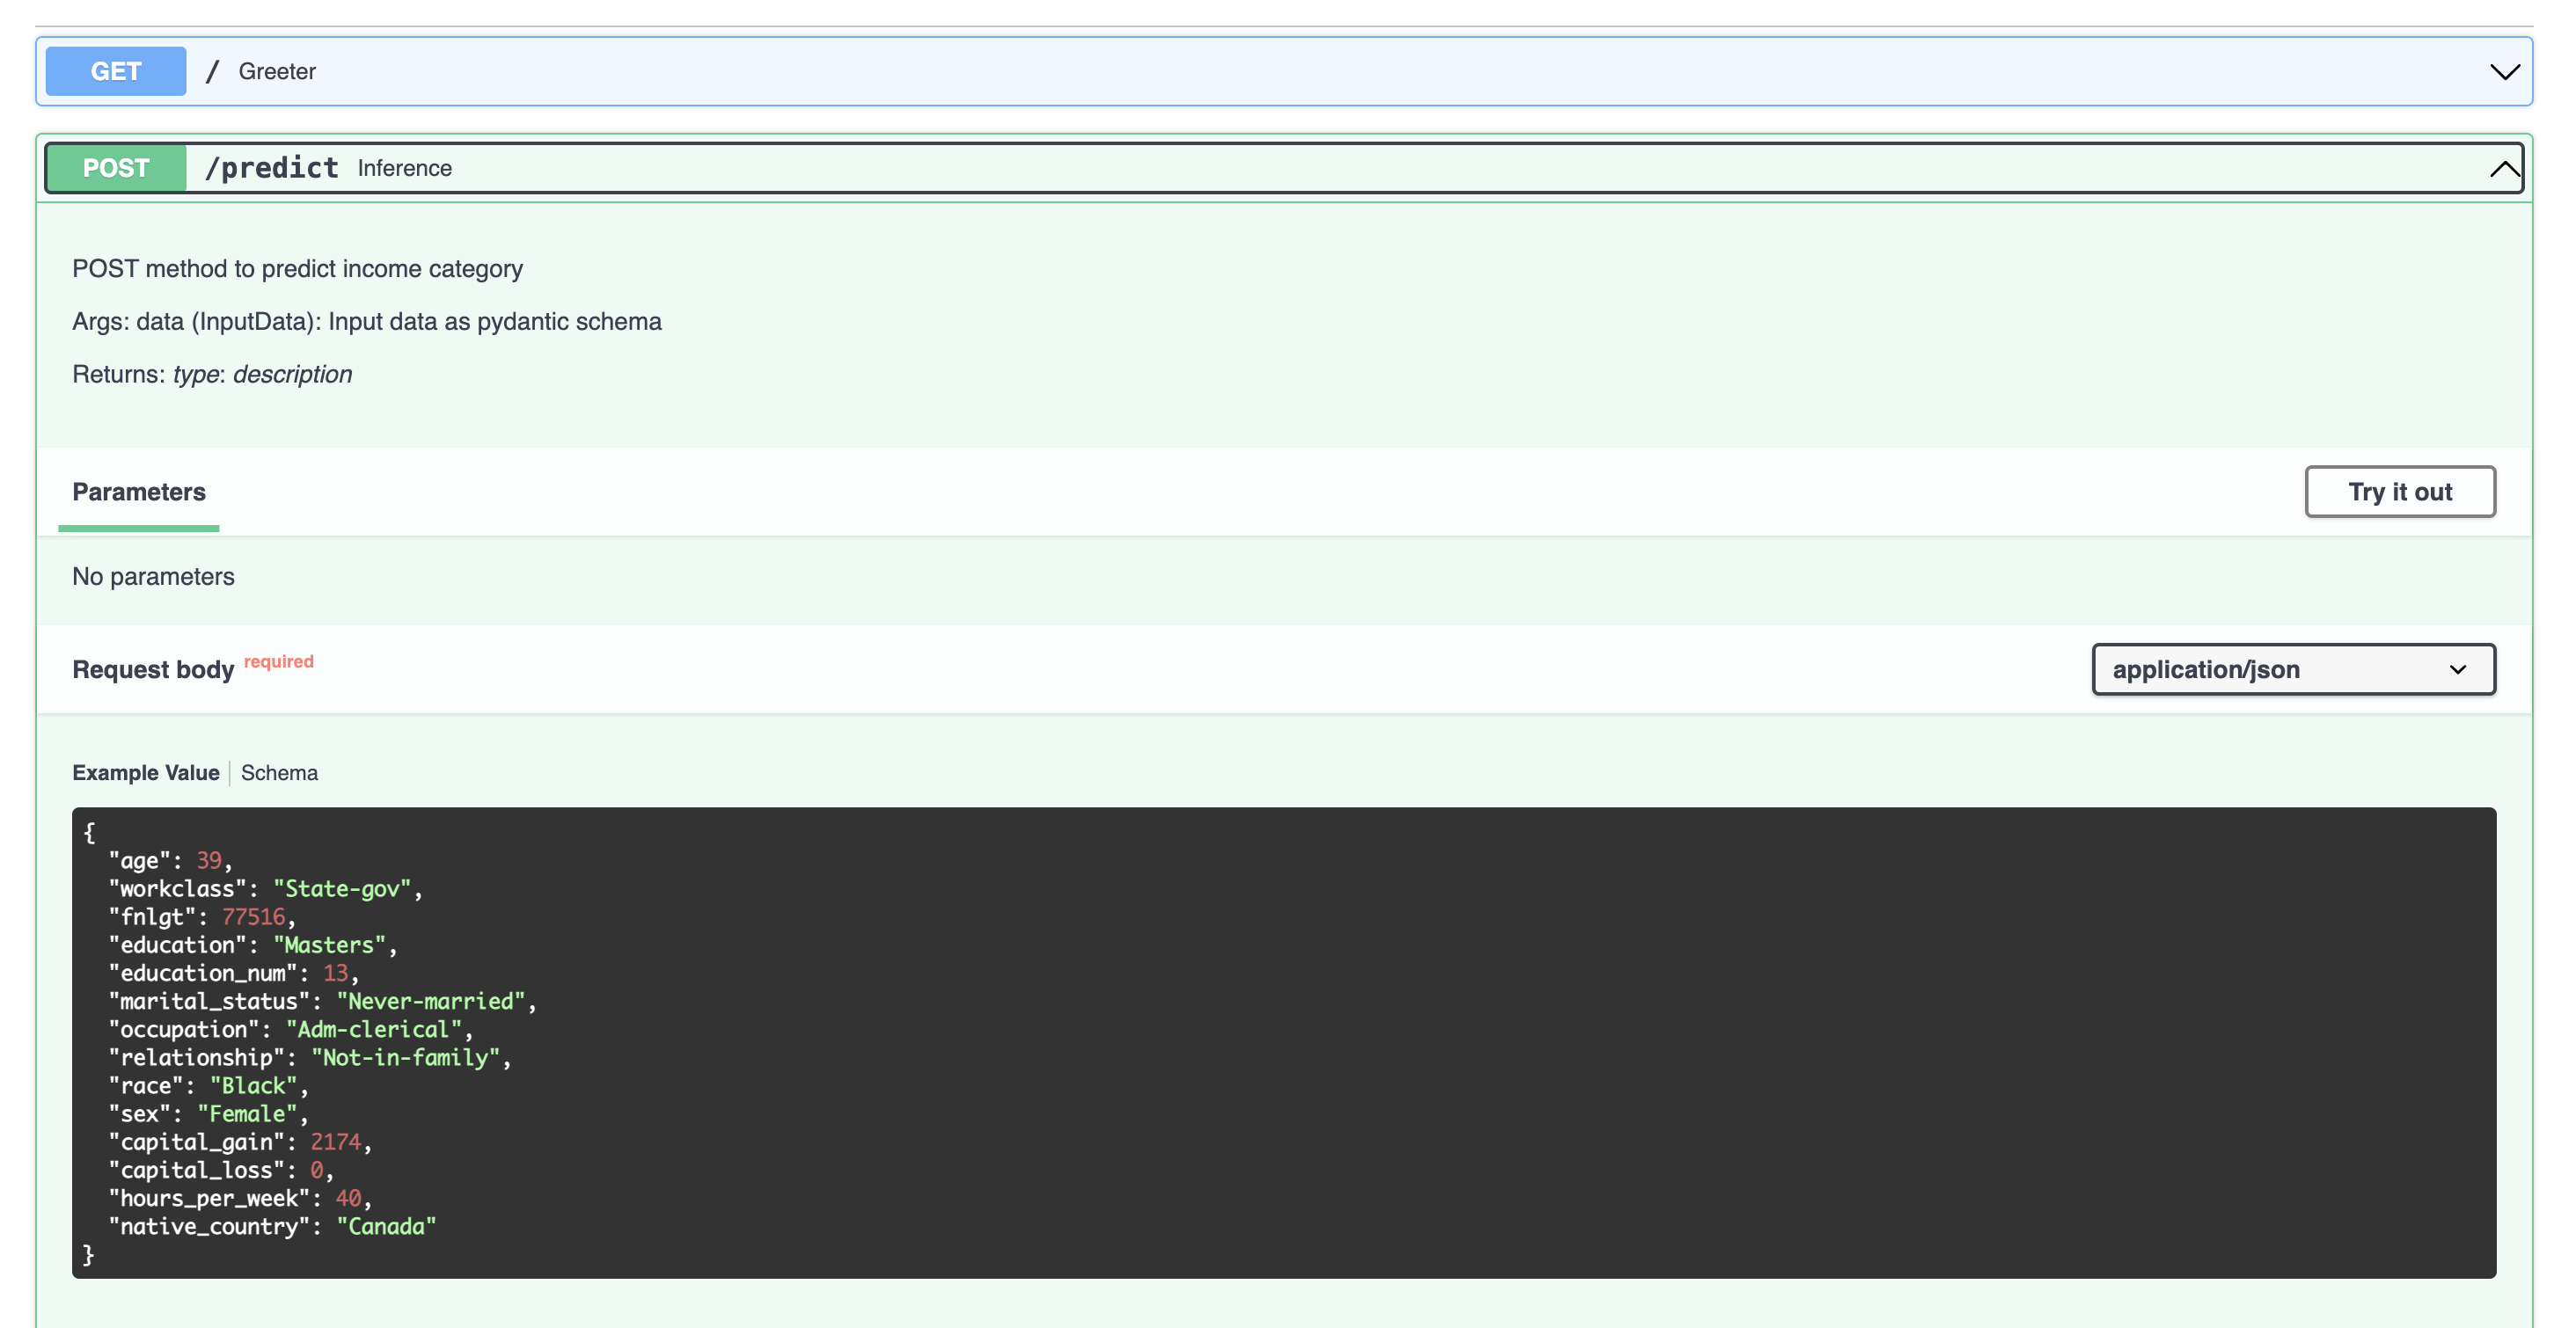 GET / Greeter
POST /predict Inference
POST method to predict income category
Args: data (InputData): Input data as pydantic schema
Returns: type: description
Parameters
Try it out
No parameters
Request body required
application/json
Example Value | Schema
{
  "age": 39,
  "workclass": "State-gov",
  "fnlgt": 77516,
  "education": "Masters",
  "education_num": 13,
  "marital_status": "Never-married",
  "occupation": "Adm-clerical",
  "relationship": "Not-in-family",
  "race": "Black",
  "sex": "Female",
  "capital_gain": 2174,
  "capital_loss": 0,
  "hours_per_week": 40,
  "native_country": "Canada"
}